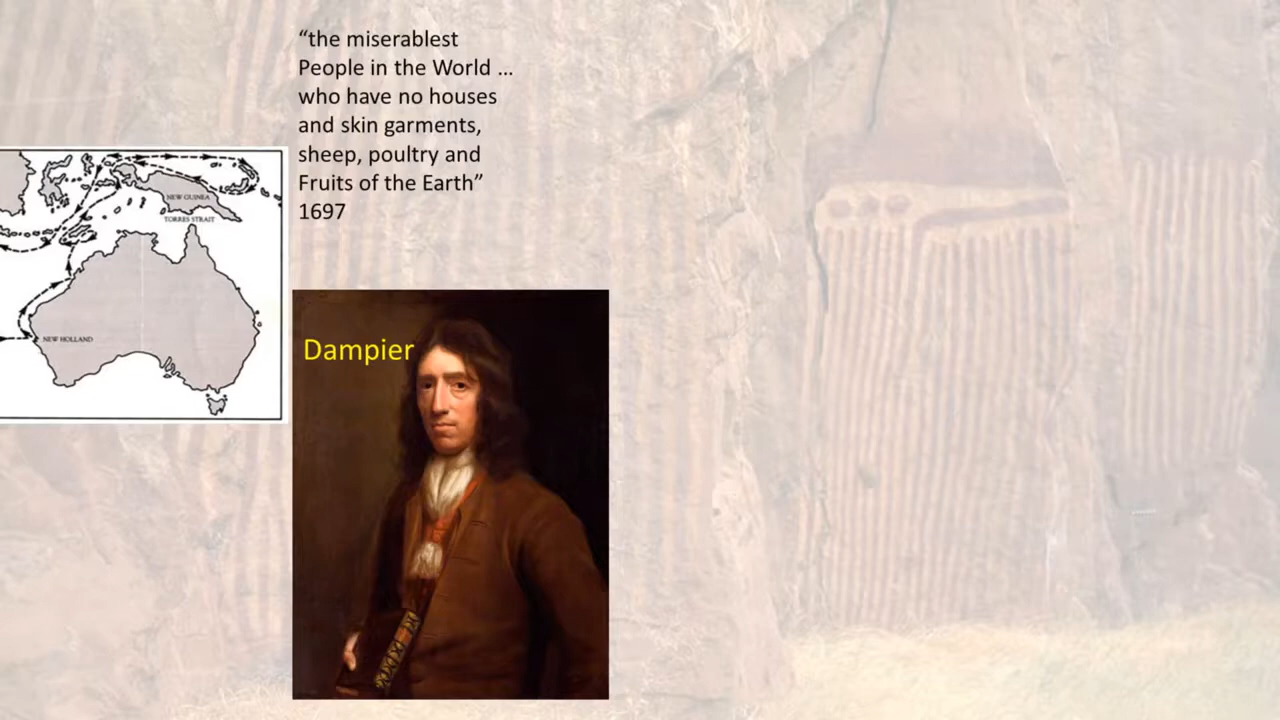 “the miserablest
People in the World …
who have no houses
and skin garments,
sheep, poultry and
Fruits of the Earth”
1697
NEW GUINEA
TORRES STRAIT
NEW HOLLAND
Dampier